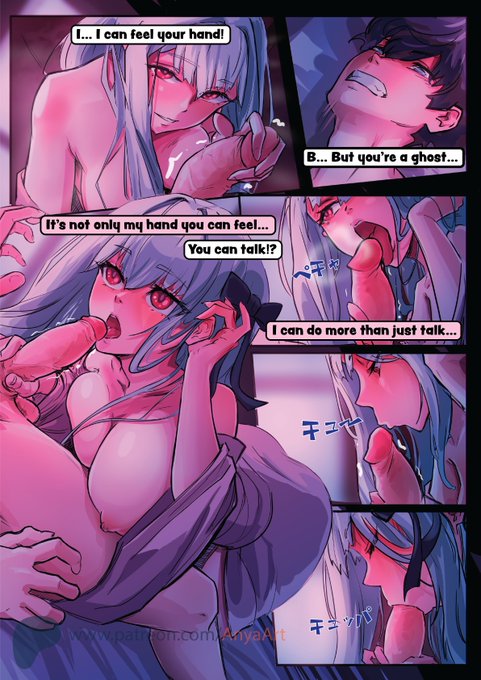 I... I can feel your hand!
B... But you're a ghost...
It's not only my hand you can feel...
You can talk!?
I can do more than just talk...
ペチャ
チュ〜
チュッパ
www.patreon.com/AnyaArt